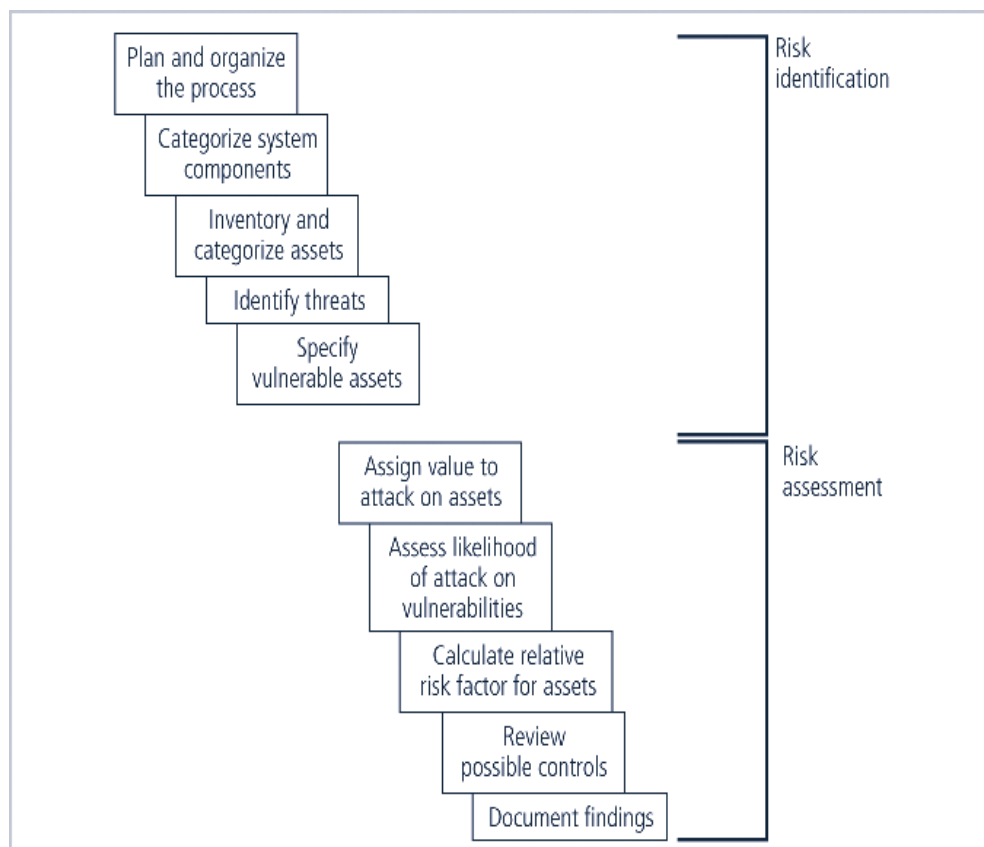 Plan and organize
the process
Categorize system
components
Inventory and
categorize assets
Identify threats
Specify
vulnerable assets
Risk
identification
Assign value to
attack on assets
Assess likelihood
of attack on
vulnerabilities
Calculate relative
risk factor for assets
Review
possible controls
Document findings
Risk
assessment